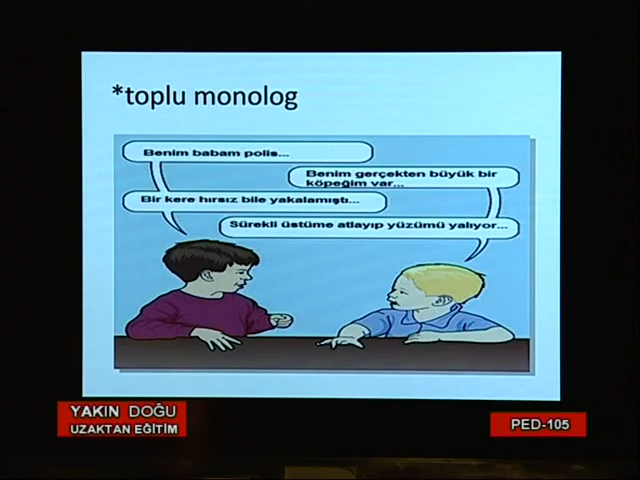 *toplu monolog
Benim babam polis...
Benim gerçekten büyük bir
köpeğim var...
Bir kere hırsız bile yakalamıştı...
Sürekli üstüme atlayıp yüzümü yalıyor...
YAKIN DOĞU
UZAKTAN EĞİTİM
PED-105